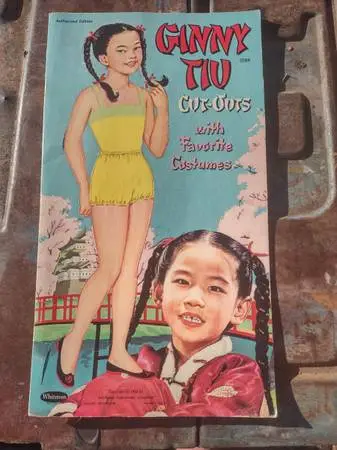 Authorized Edition
GINNY
TIU
CUT-OUTS
with
Favorite
Costumes
Whitman